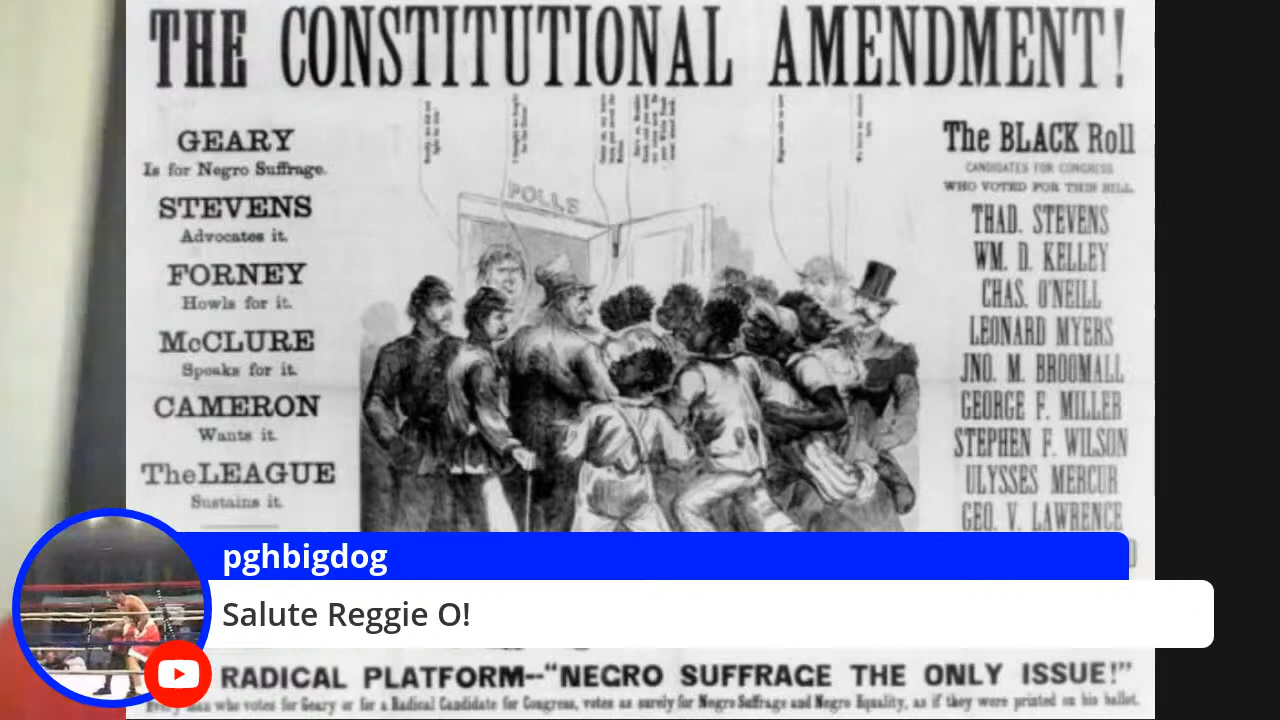 THE CONSTITUTIONAL AMENDMENT!
GEARY
Is for Negro Suffrage.
STEVENS
Advocates it.
FORNEY
Howls for it.
McCLURE
Speaks for it.
CAMERON
Wants it.
The LEAGUE
Sustains it.
POLLS
The BLACK Roll
CANDIDATES FOR CONGRESS
WHO VOTED FOR THIS BILL.
THAD. STEVENS
WM. D. KELLEY
CHAS. O'NEILL
LEONARD MYERS
JNO. M. BROOMALL
GEORGE F. MILLER
STEPHEN F. WILSON
ULYSSES MERCUR
GEO. V. LAWRENCE
pghbigdog
Salute Reggie O!
RADICAL PLATFORM--"NEGRO SUFFRAGE THE ONLY ISSUE!"
Every man who votes for Geary or for a Radical Candidate for Congress, votes as surely for Negro Suffrage and Negro Equality, as if they were printed on his ballot.